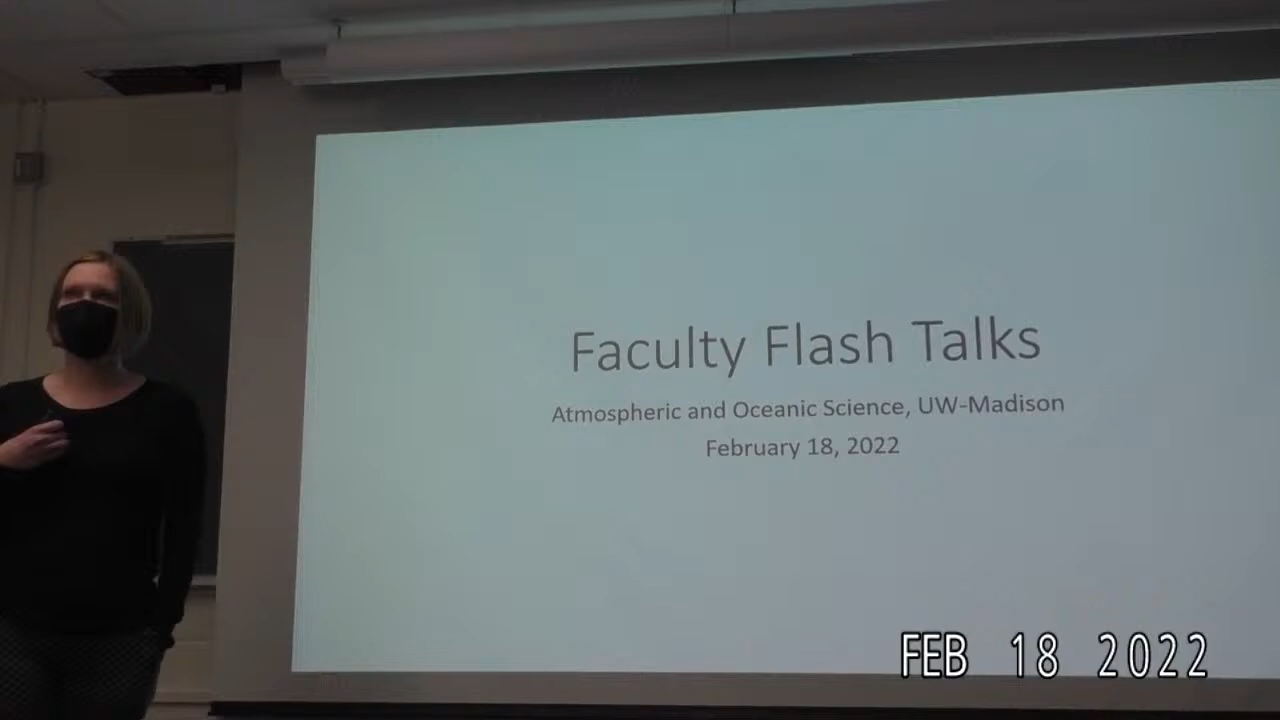 Faculty Flash Talks
Atmospheric and Oceanic Science, UW-Madison
February 18, 2022
FEB 18 2022